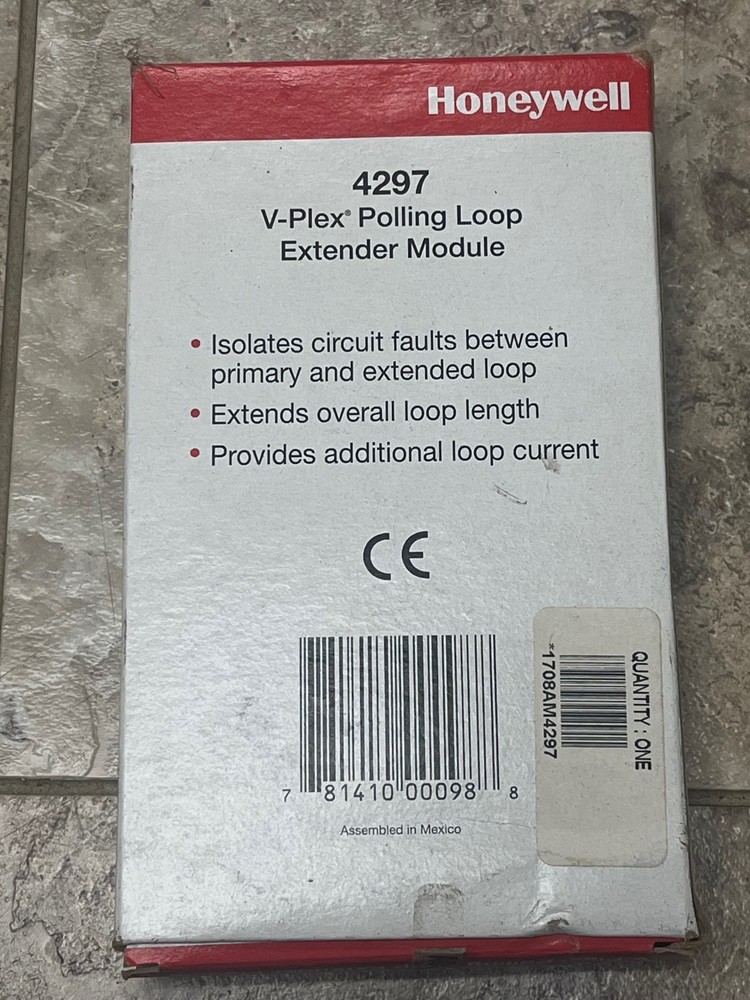 Honeywell
4297
V-Plex® Polling Loop
Extender Module
• Isolates circuit faults between
primary and extended loop
• Extends overall loop length
• Provides additional loop current
CE
7 81410 00098 8
Assembled in Mexico
QUANTITY : ONE
*1708AM4297